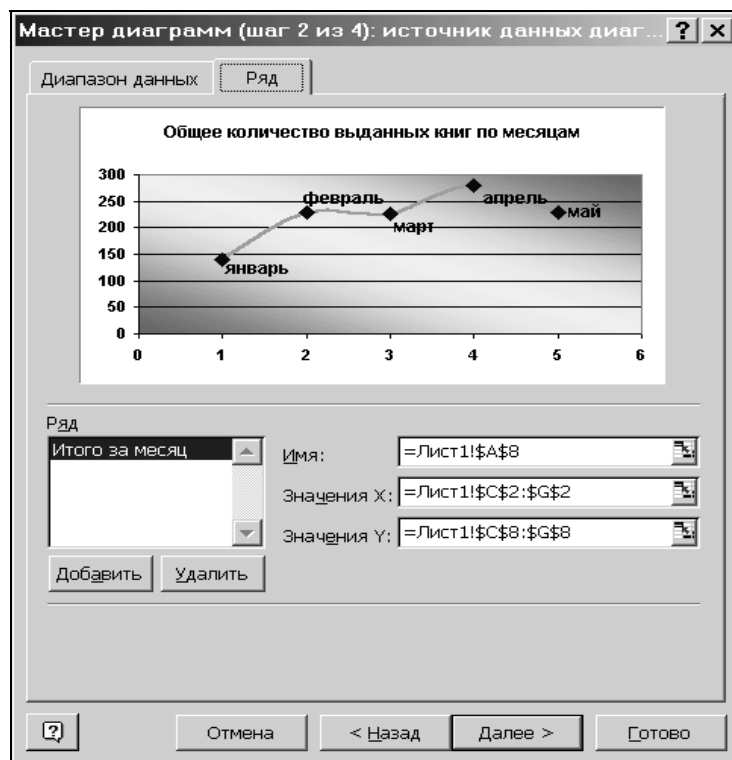 Мастер диаграмм (шаг 2 из 4): источник данных диаг...
Диапазон данных
Ряд
Общее количество выданных книг по месяцам
300
250
200
150
100
50
0
январь
февраль
март
апрель
май
0 1 2 3 4 5 6
Ряд
Итого за месяц
Имя: =Лист1!$A$8
Значения X: =Лист1!$C$2:$G$2
Значения Y: =Лист1!$C$8:$G$8
Добавить Удалить
Отмена < Назад Далее > Готово